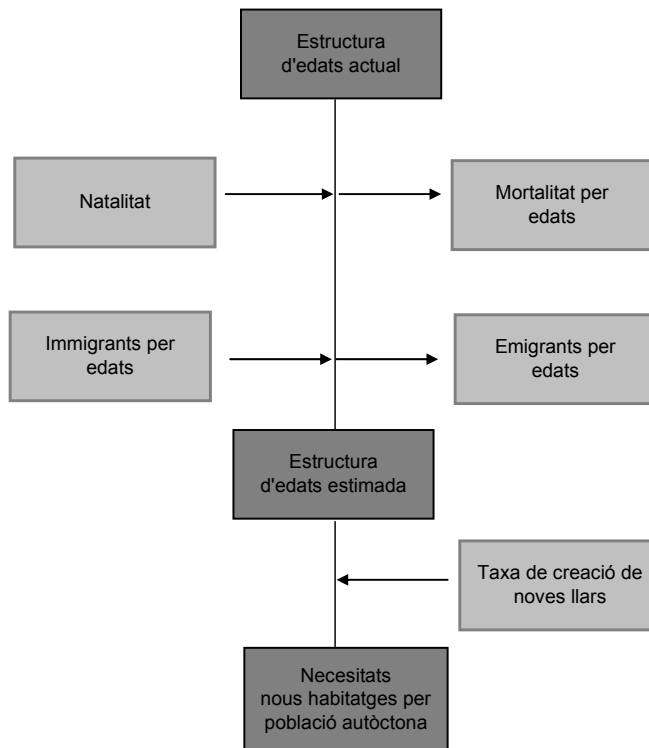 Estructura
d'edats actual
Natalitat
Mortalitat per
edats
Immigrants per
edats
Emigrants per
edats
Estructura
d'edats estimada
Taxa de creació de
noves llars
Necesitats
nous habitatges per
població autòctona